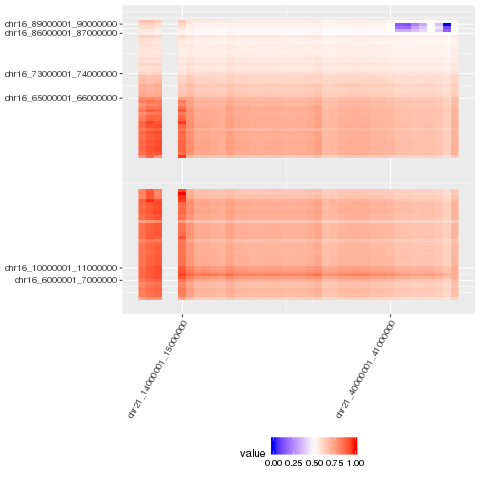 chr16_89000001_90000000
chr16_86000001_87000000
chr16_73000001_74000000
chr16_65000001_66000000
chr16_10000001_11000000
chr16_6000001_7000000
chr21_14000001_15000000
chr21_40000001_41000000
value
0.00 0.25 0.50 0.75 1.00